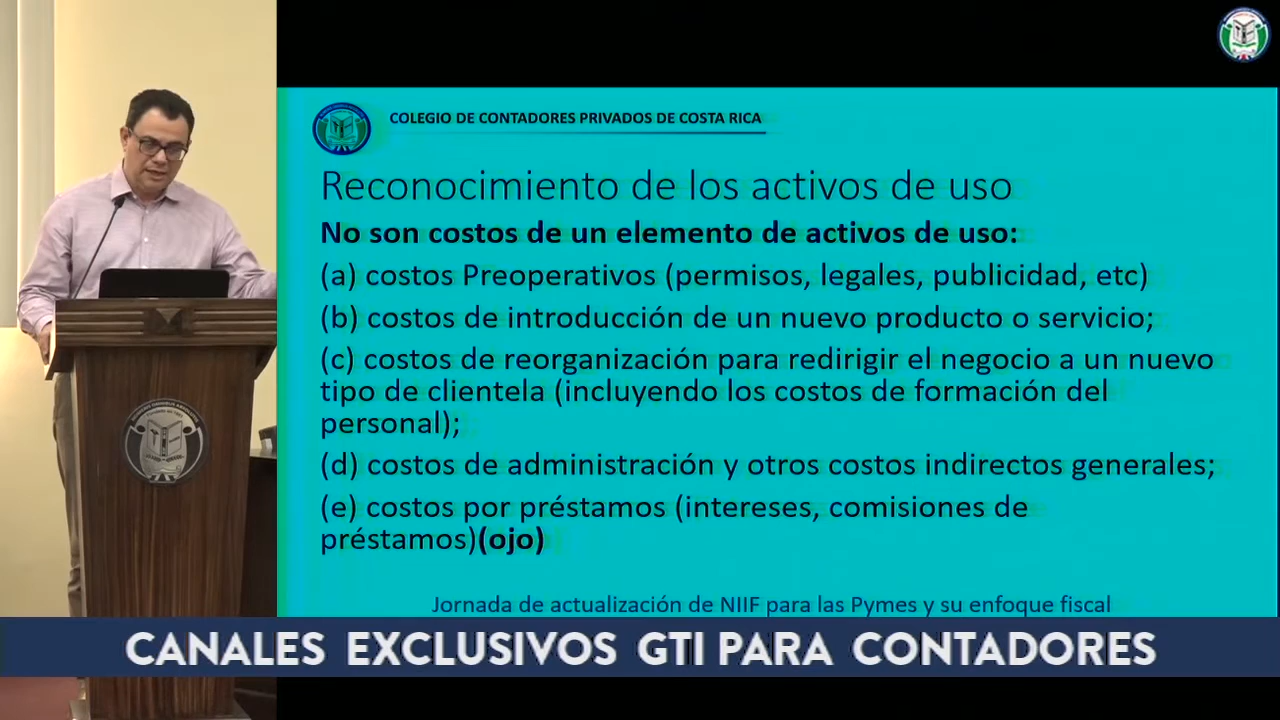 COLEGIO DE CONTADORES PRIVADOS DE COSTA RICA
Reconocimiento de los activos de uso
No son costos de un elemento de activos de uso:
(a) costos Preoperativos (permisos, legales, publicidad, etc)
(b) costos de introducción de un nuevo producto o servicio;
(c) costos de reorganización para redirigir el negocio a un nuevo
tipo de clientela (incluyendo los costos de formación del
personal);
(d) costos de administración y otros costos indirectos generales;
(e) costos por préstamos (intereses, comisiones de
préstamos)(ojo)
Jornada de actualización de NIIF para las Pymes y su enfoque fiscal
CANALES EXCLUSIVOS GTI PARA CONTADORES